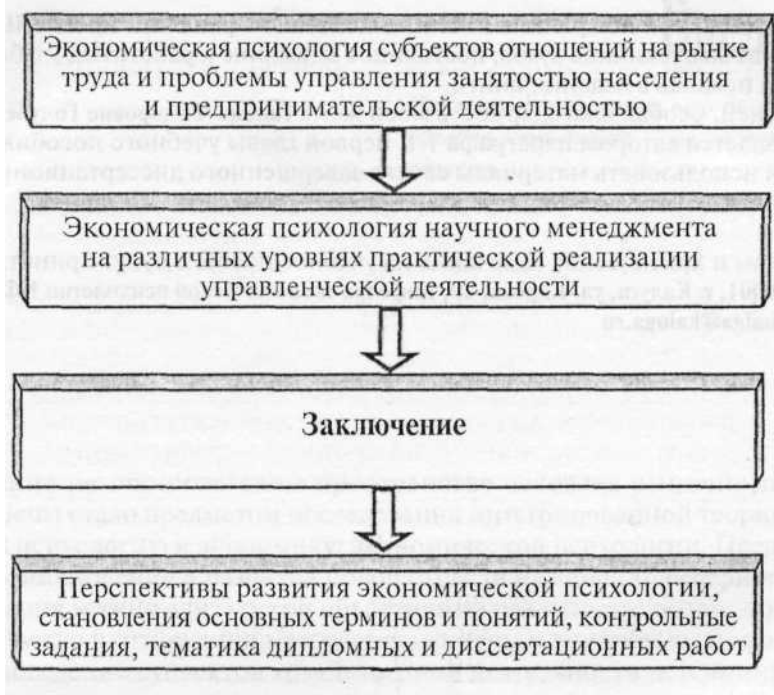 Экономическая психология субъектов отношений на рынке
труда и проблемы управления занятостью населения
и предпринимательской деятельностью
Экономическая психология научного менеджмента
на различных уровнях практической реализации
управленческой деятельности
Заключение
Перспективы развития экономической психологии,
становления основных терминов и понятий, контрольные
задания, тематика дипломных и диссертационных работ